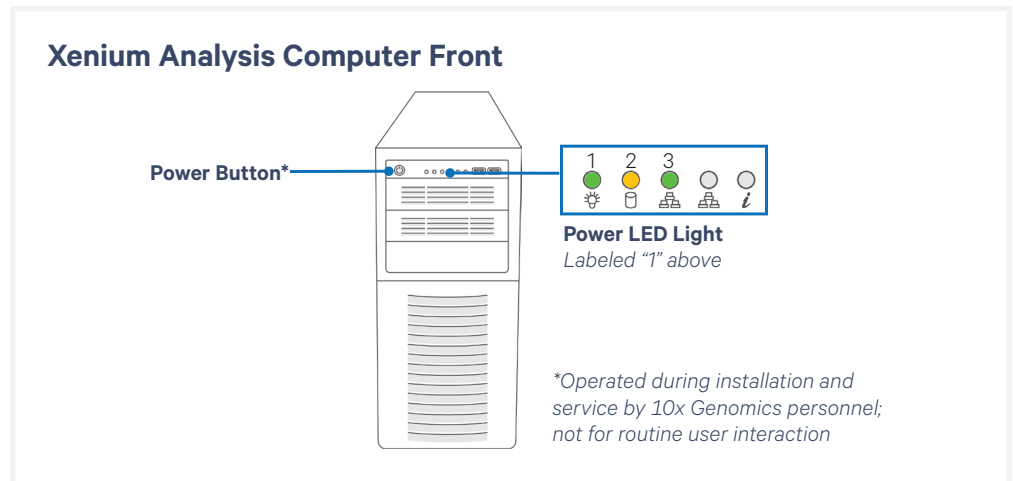 Xenium Analysis Computer Front
Power Button*
1 2 3
i
Power LED Light
Labeled “1” above
*Operated during installation and
service by 10x Genomics personnel;
not for routine user interaction